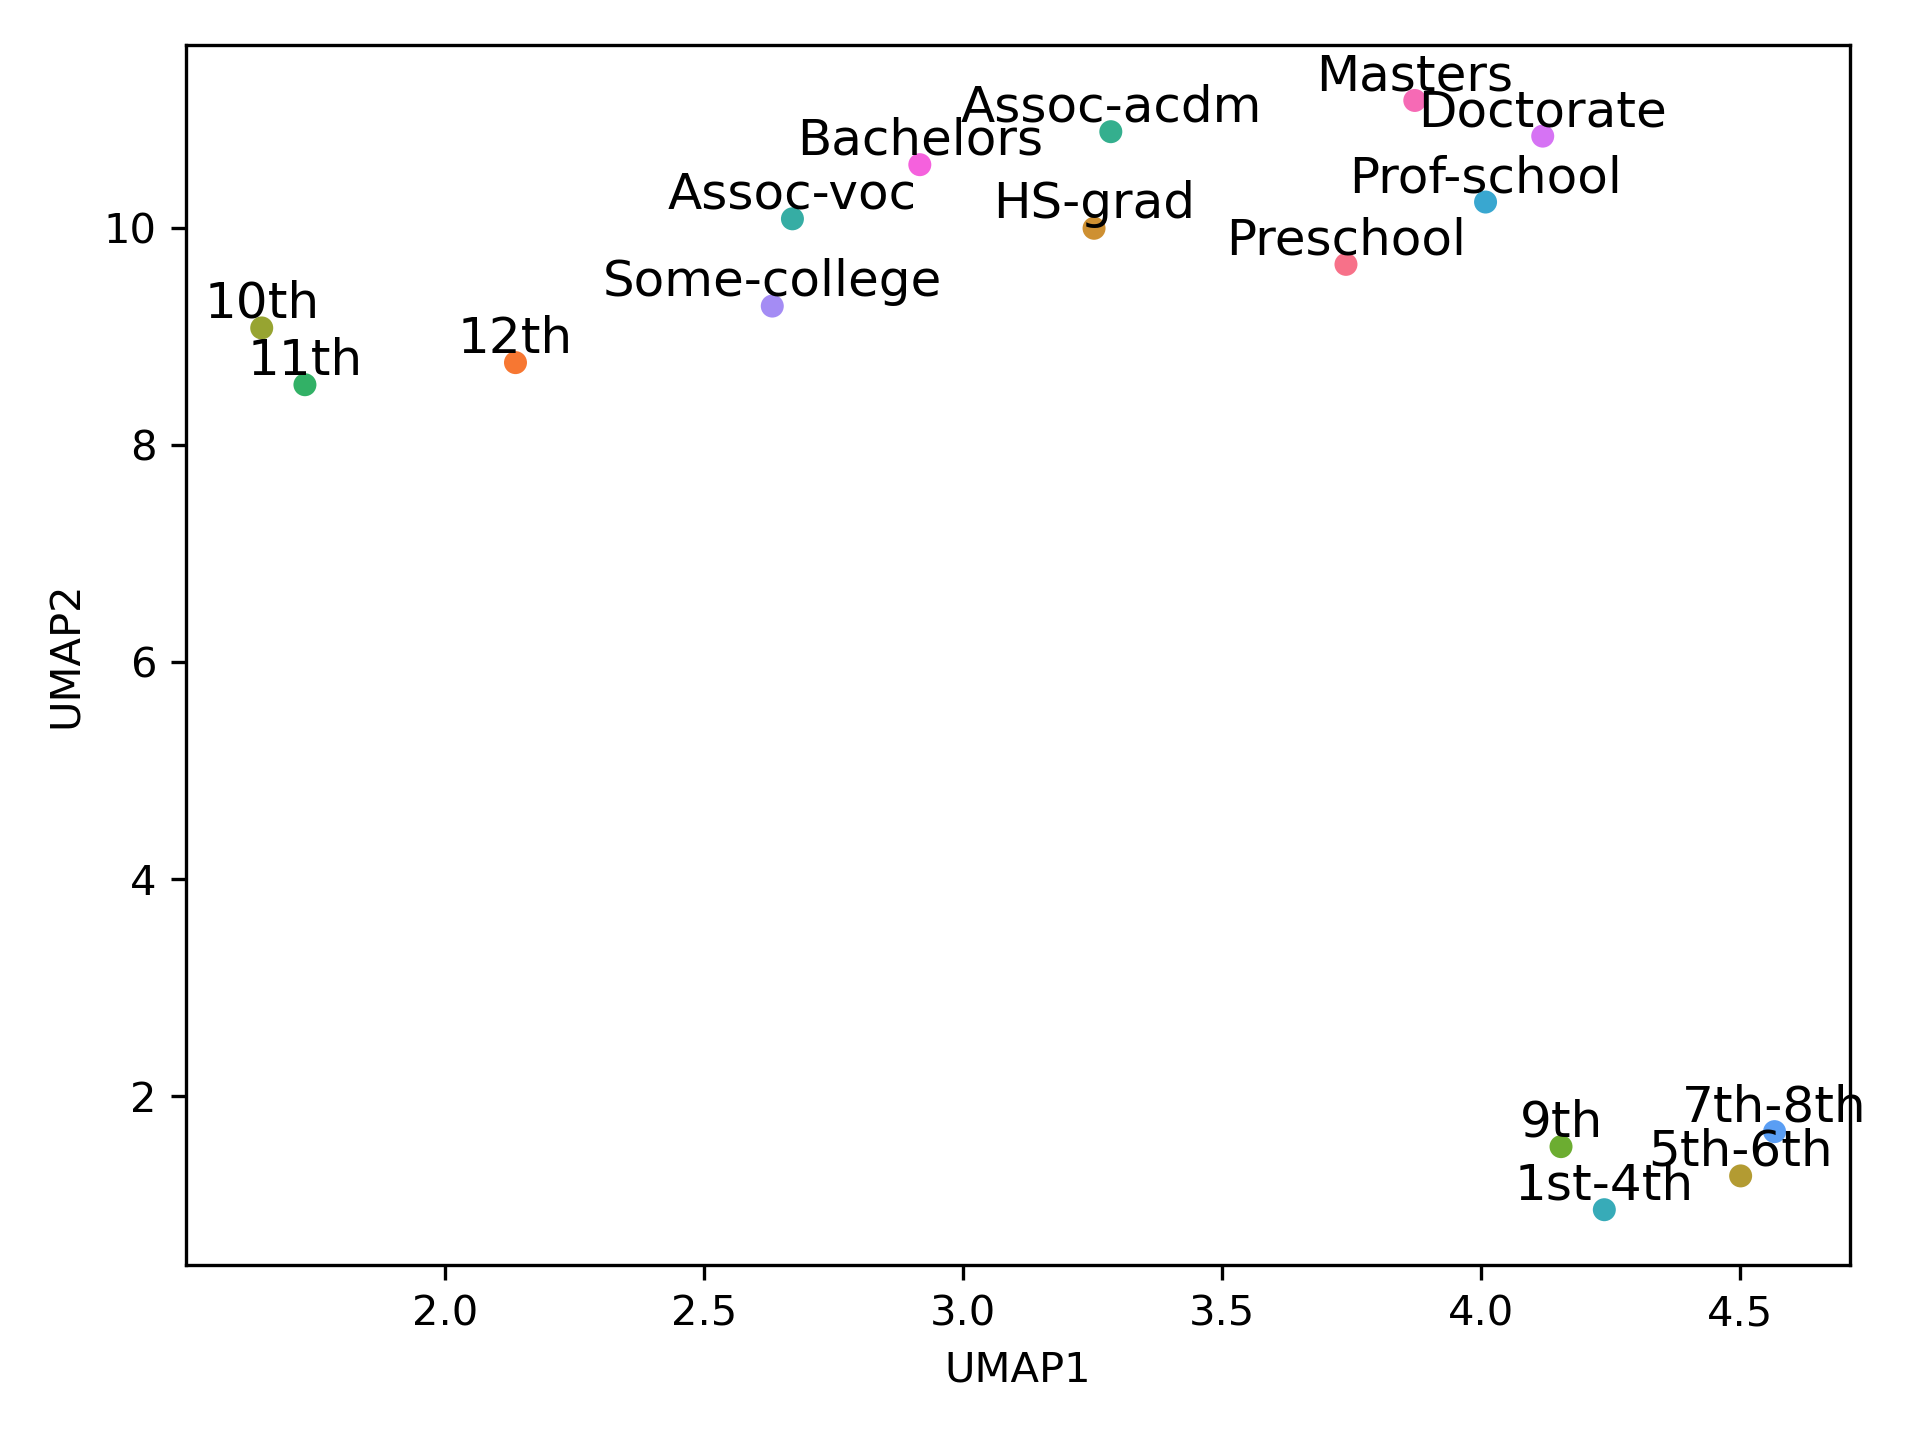 Masters
Assoc-acdm
Doctorate
Bachelors
Prof-school
Assoc-voc
HS-grad
Preschool
Some-college
10th
12th
11th
7th-8th
9th
5th-6th
1st-4th
10
8
6
4
2
UMAP2
2.0 2.5 3.0 3.5 4.0 4.5
UMAP1